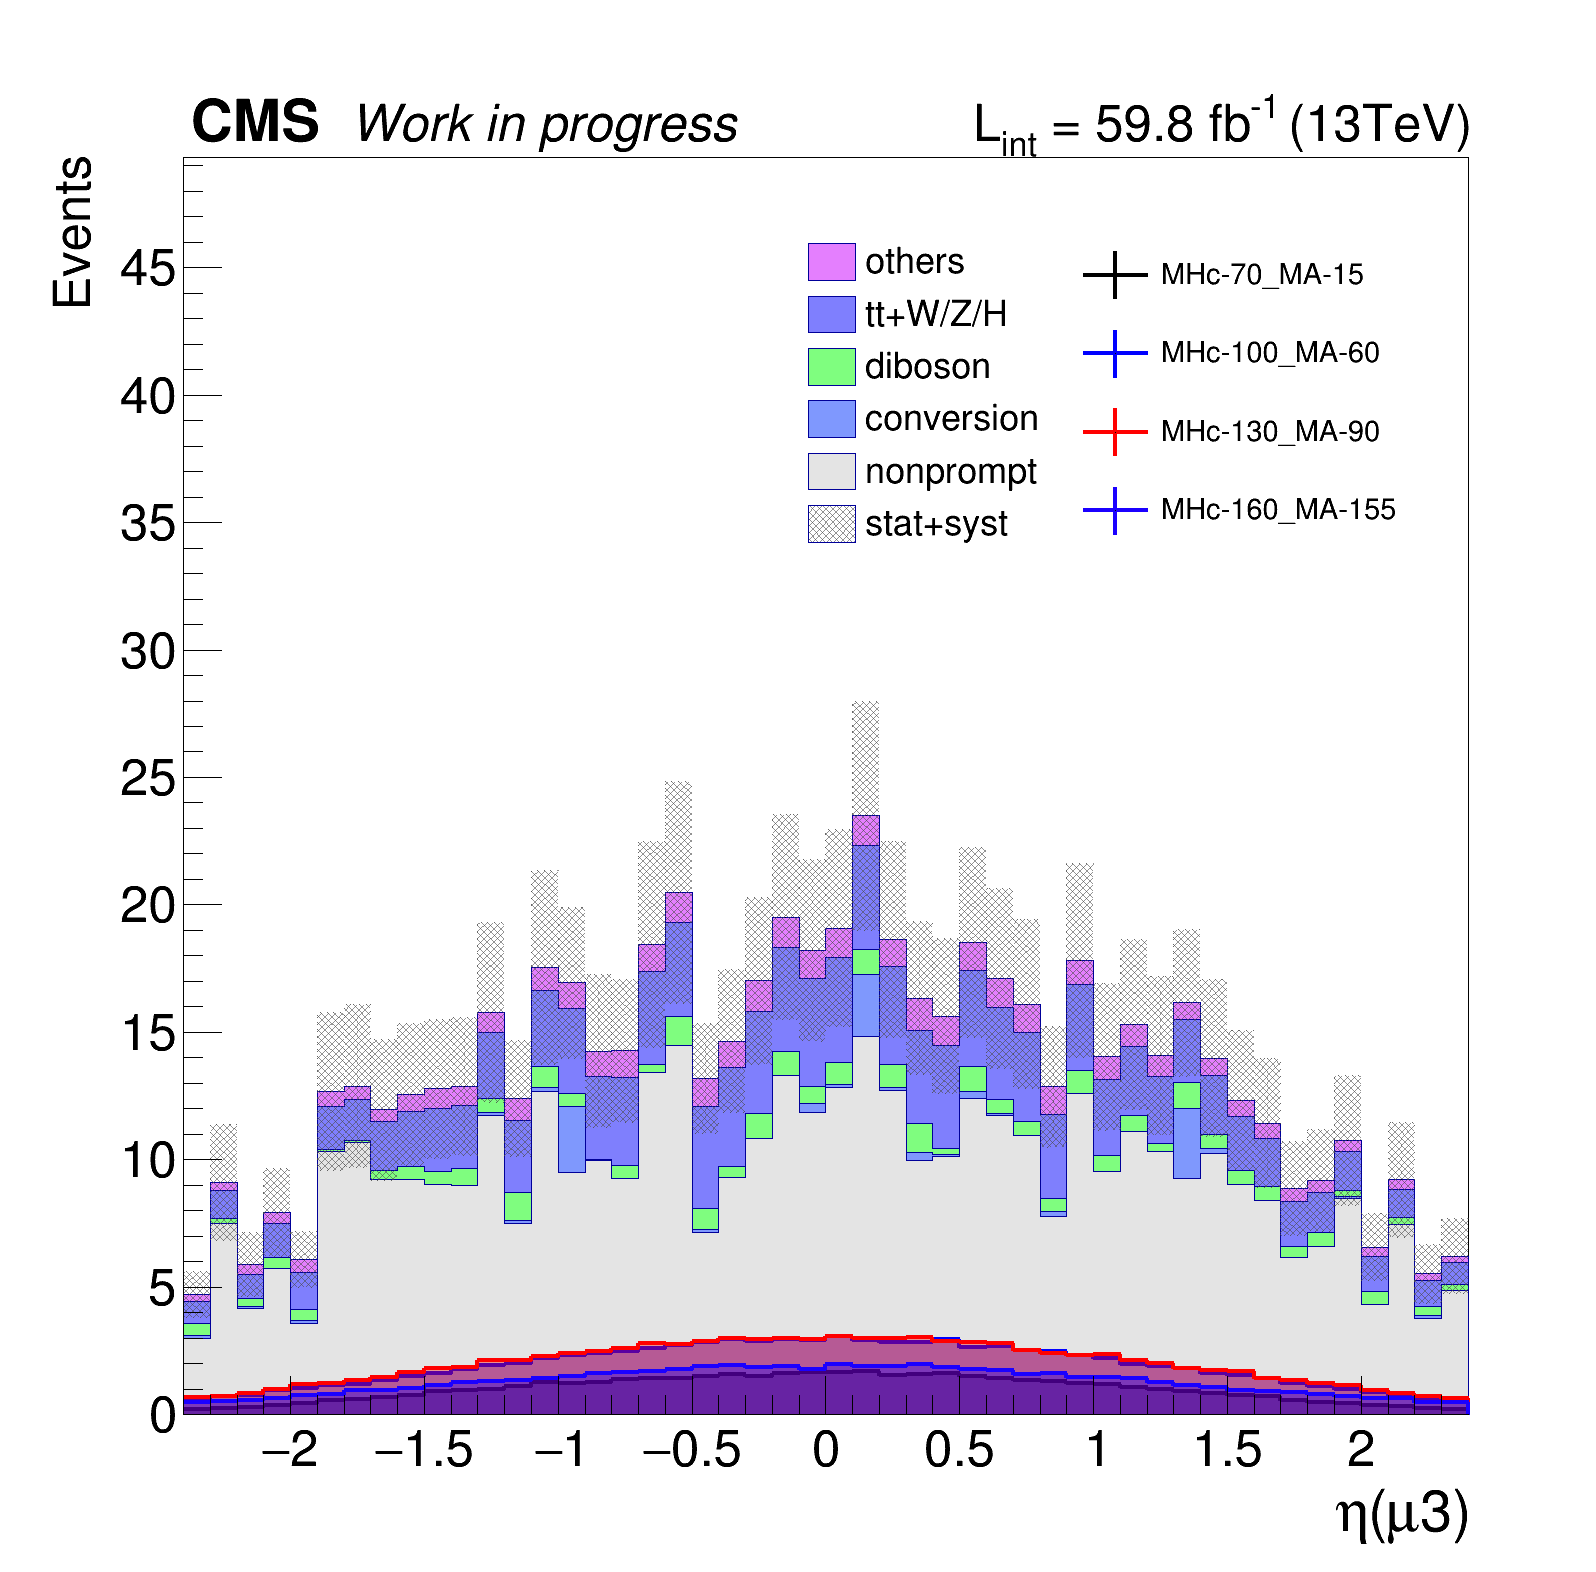 CMS Work in progress L_int = 59.8 fb^-1 (13TeV)
Events
45
40
35
30
25
20
15
10
5
0
others
tt+W/Z/H
diboson
conversion
nonprompt
stat+syst
MHc-70_MA-15
MHc-100_MA-60
MHc-130_MA-90
MHc-160_MA-155
−2 −1.5 −1 −0.5 0 0.5 1 1.5 2
η(μ3)